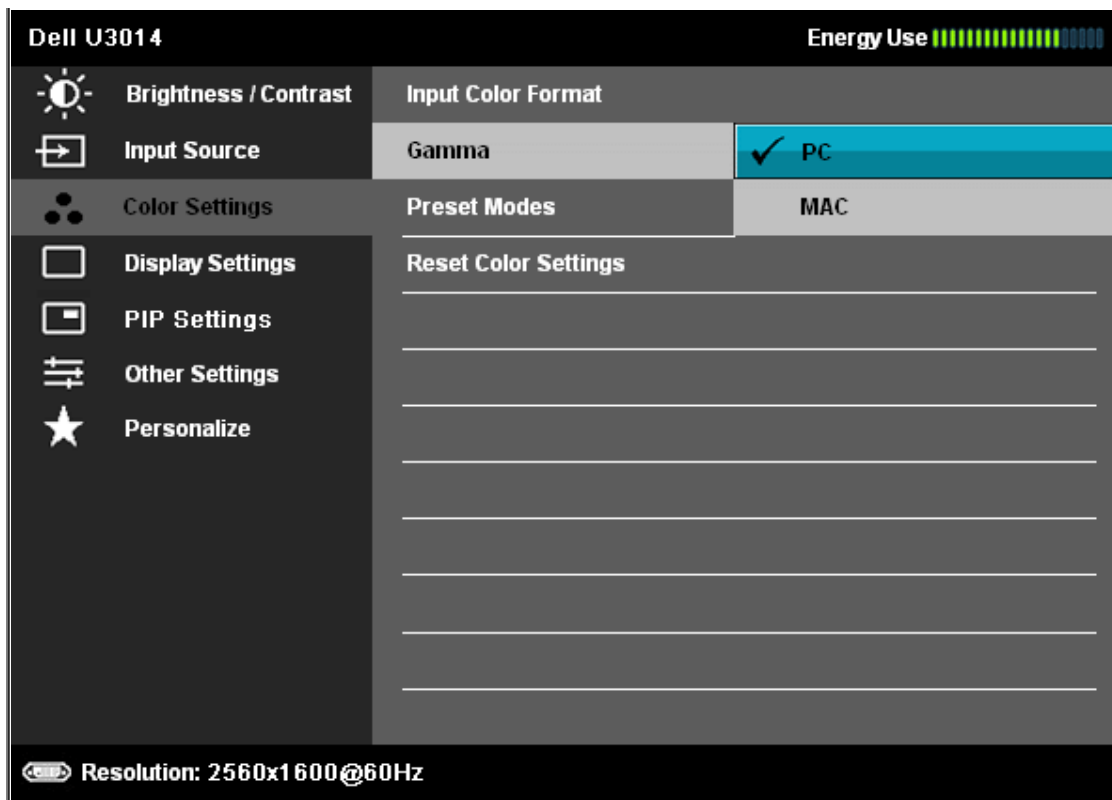 Dell U3014 Energy Use
Brightness / Contrast Input Color Format
Input Source Gamma PC
Color Settings Preset Modes MAC
Display Settings Reset Color Settings
PIP Settings
Other Settings
Personalize
Resolution: 2560x1600@60Hz